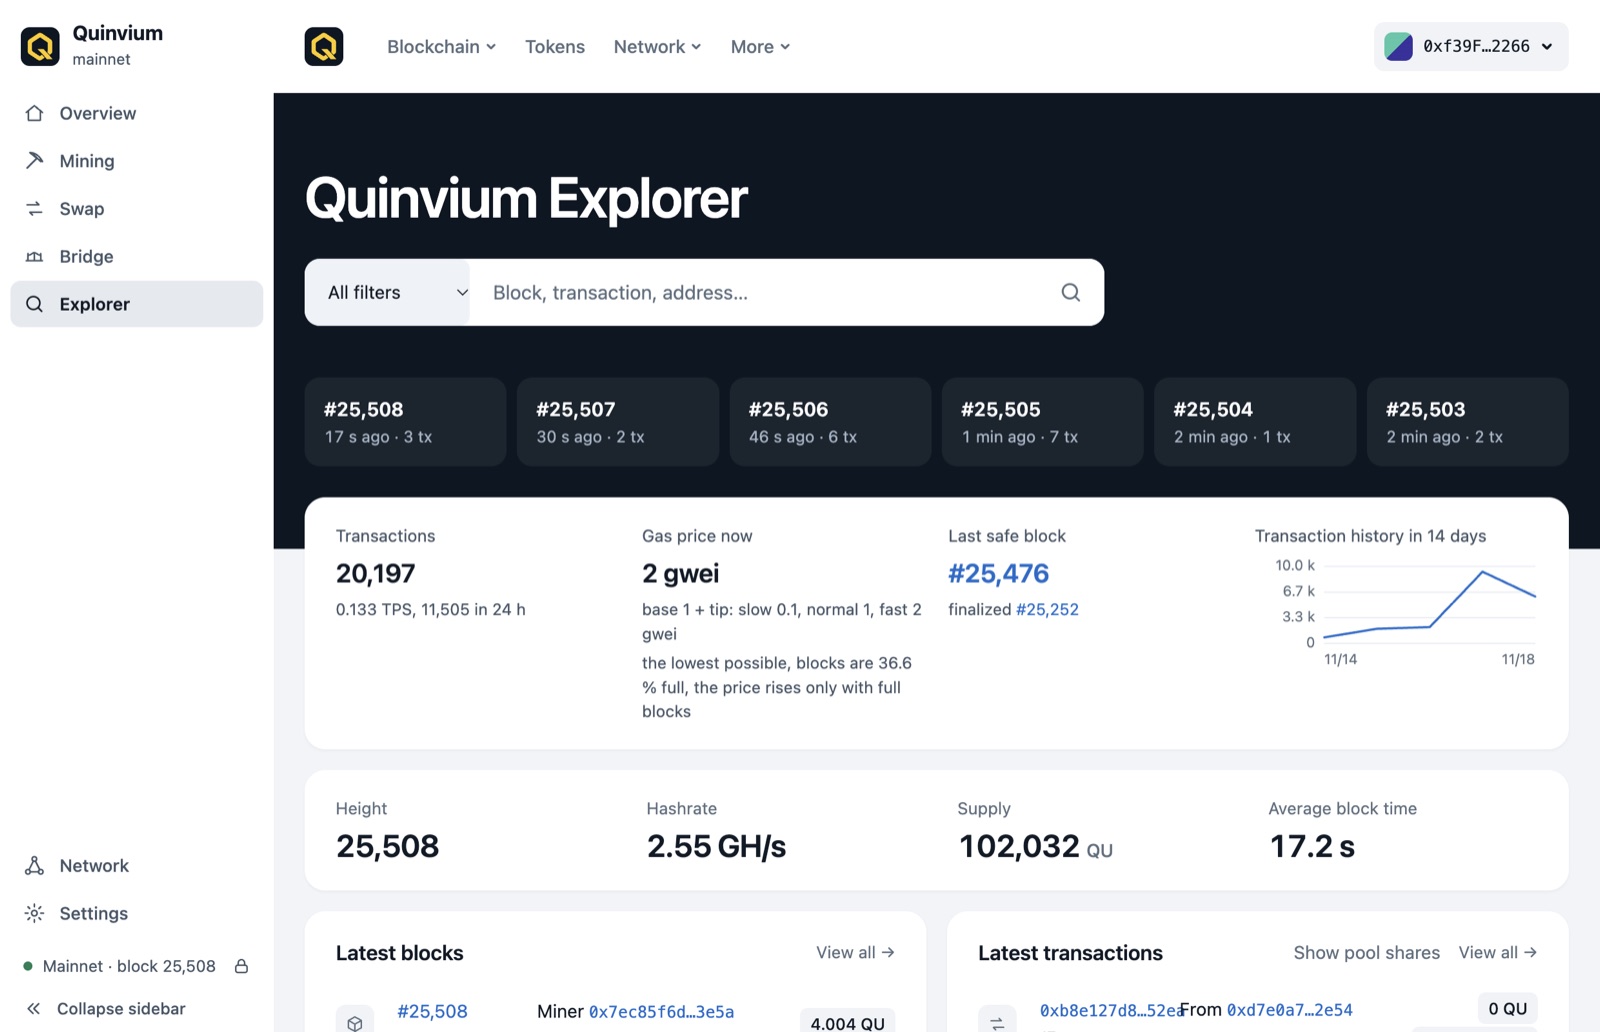 Quinvium
mainnet
Overview
Mining
Swap
Bridge
Explorer
Network
Settings
Mainnet · block 25,508
Collapse sidebar
Blockchain
Tokens
Network
More
0xf39F…2266
Quinvium Explorer
All filters
Block, transaction, address...
#25,508
17 s ago · 3 tx
#25,507
30 s ago · 2 tx
#25,506
46 s ago · 6 tx
#25,505
1 min ago · 7 tx
#25,504
2 min ago · 1 tx
#25,503
2 min ago · 2 tx
Transactions
20,197
0.133 TPS, 11,505 in 24 h
Gas price now
2 gwei
base 1 + tip: slow 0.1, normal 1, fast 2
gwei
the lowest possible, blocks are 36.6
% full, the price rises only with full
blocks
Last safe block
#25,476
finalized #25,252
Transaction history in 14 days
10.0 k
6.7 k
3.3 k
0
11/14
11/18
Height
25,508
Hashrate
2.55 GH/s
Supply
102,032 QU
Average block time
17.2 s
Latest blocks
View all →
#25,508
Miner 0x7ec85f6d…3e5a
4.004 QU
Latest transactions
Show pool shares
View all →
0xb8e127d8…52ea
From 0xd7e0a7…2e54
0 QU